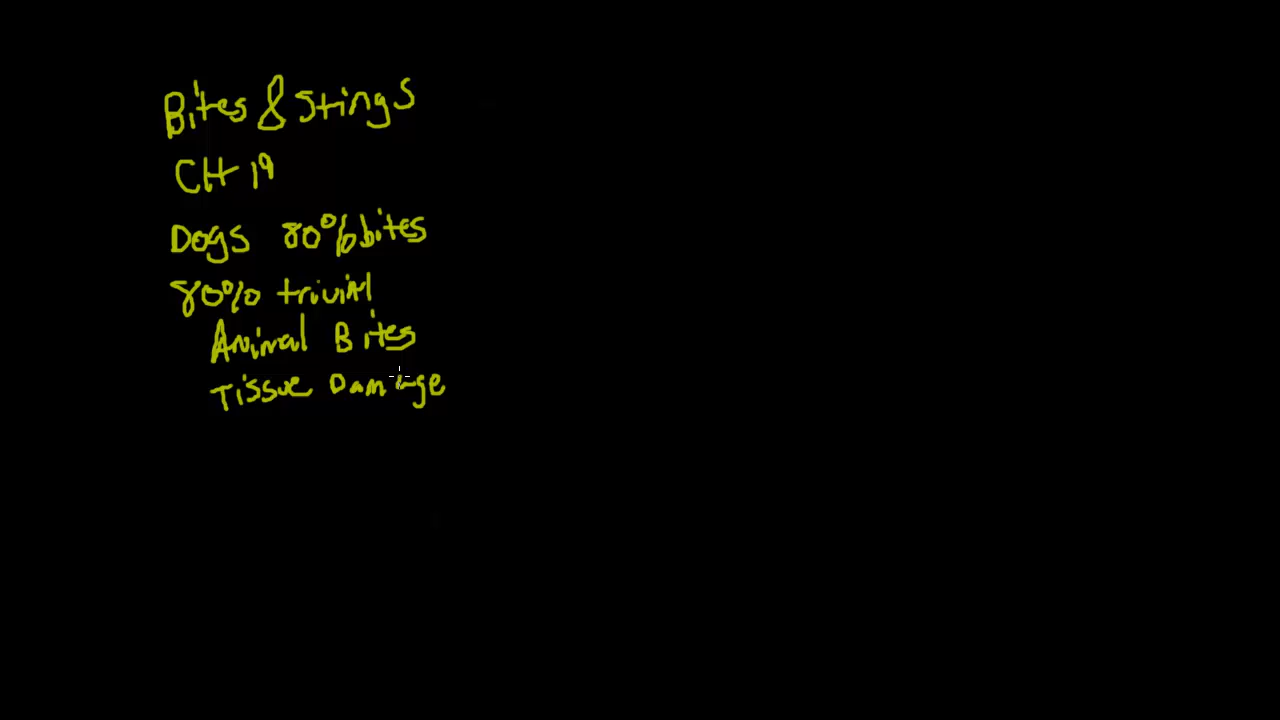 Bites & Stings
CH 19
Dogs 80% bites
80% trivial
Animal Bites
Tissue Damage